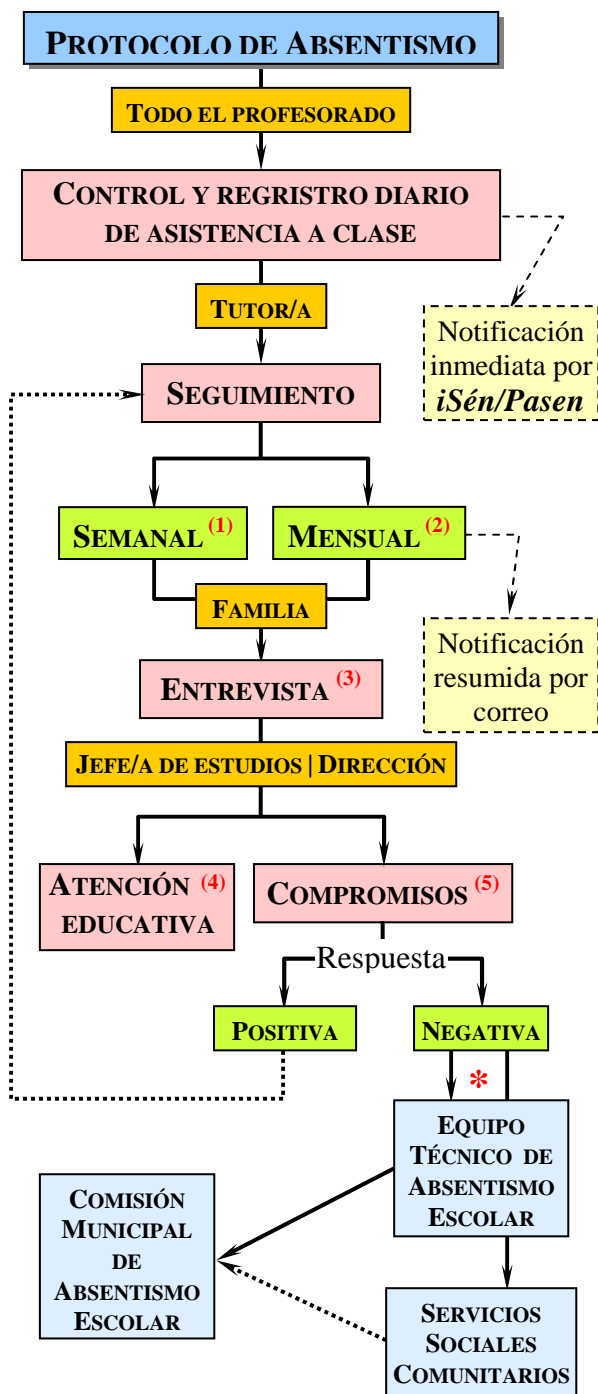 PROTOCOLO DE ABSENTISMO
TODO EL PROFESORADO
CONTROL Y REGRISTRO DIARIO
DE ASISTENCIA A CLASE
TUTOR/A
Notificación
inmediata por
iSén/Pasen
SEGUIMIENTO
SEMANAL (1)
MENSUAL (2)
FAMILIA
Notificación
resumida por
correo
ENTREVISTA (3)
JEFE/A DE ESTUDIOS | DIRECCIÓN
ATENCIÓN (4)
EDUCATIVA
COMPROMISOS (5)
Respuesta
POSITIVA
NEGATIVA
*
EQUIPO
TÉCNICO DE
ABSENTISMO
ESCOLAR
COMISIÓN
MUNICIPAL
DE
ABSENTISMO
ESCOLAR
SERVICIOS
SOCIALES
COMUNITARIOS